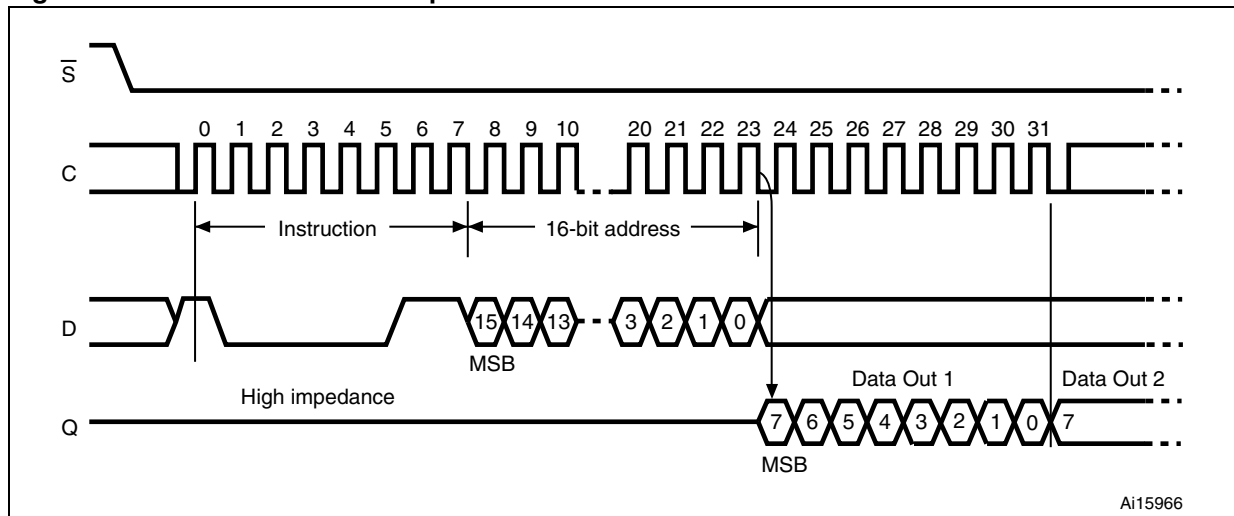 S
0 1 2 3 4 5 6 7 8 9 10 20 21 22 23 24 25 26 27 28 29 30 31
C
Instruction 16-bit address
D
15 14 13 3 2 1 0
MSB
High impedance Data Out 1 Data Out 2
Q
7 6 5 4 3 2 1 0 7
MSB
Ai15966